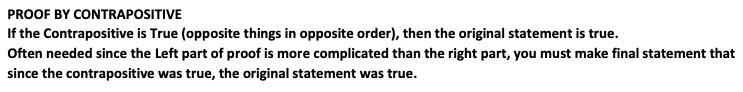 PROOF BY CONTRAPOSITIVE
If the Contrapositive is True (opposite things in opposite order), then the original statement is true.
Often needed since the Left part of proof is more complicated than the right part, you must make final statement that
since the contrapositive was true, the original statement was true.